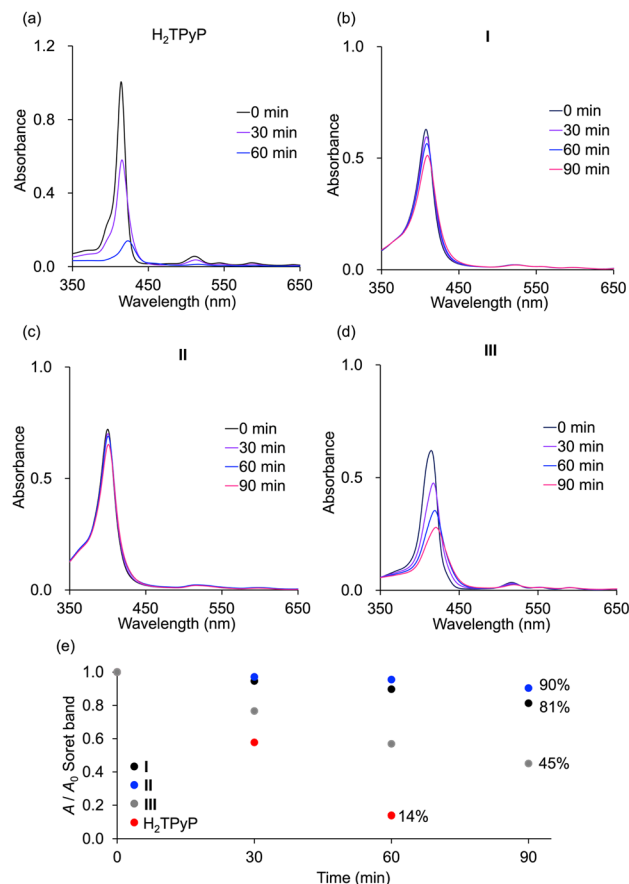 (a)
H₂TPyP
1.2
0.8
0.4
0.0
Absorbance
0 min
30 min
60 min
350 450 550 650
Wavelength (nm)
(b)
I
1.0
0.5
0.0
Absorbance
0 min
30 min
60 min
90 min
350 450 550 650
Wavelength (nm)
(c)
II
1.0
0.5
0.0
Absorbance
0 min
30 min
60 min
90 min
350 450 550 650
Wavelength (nm)
(d)
III
1.0
0.5
0.0
Absorbance
0 min
30 min
60 min
90 min
350 450 550 650
Wavelength (nm)
(e)
1.0
0.8
0.6
0.4
0.2
0.0
A / A₀ Soret band
90%
81%
45%
14%
I
II
III
H₂TPyP
0 30 60 90
Time (min)